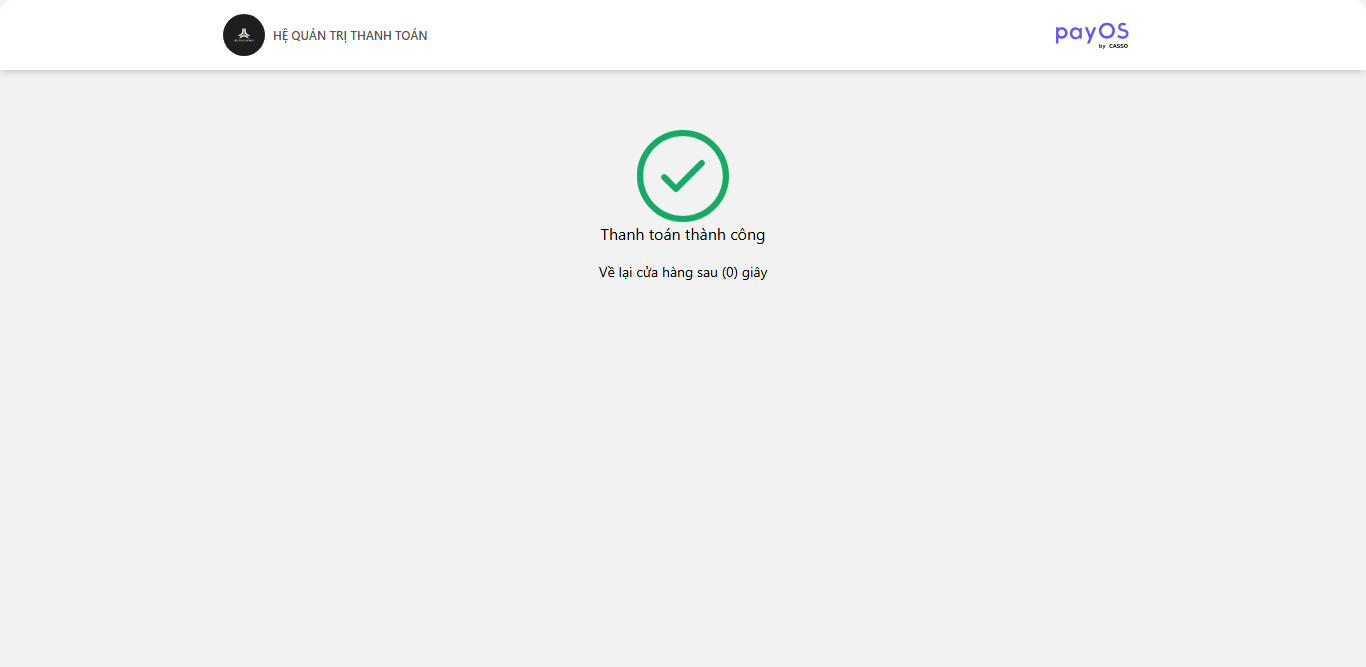 HỆ QUẢN TRỊ THANH TOÁN
payOS
by CASSO
Thanh toán thành công
Về lại cửa hàng sau (0) giây